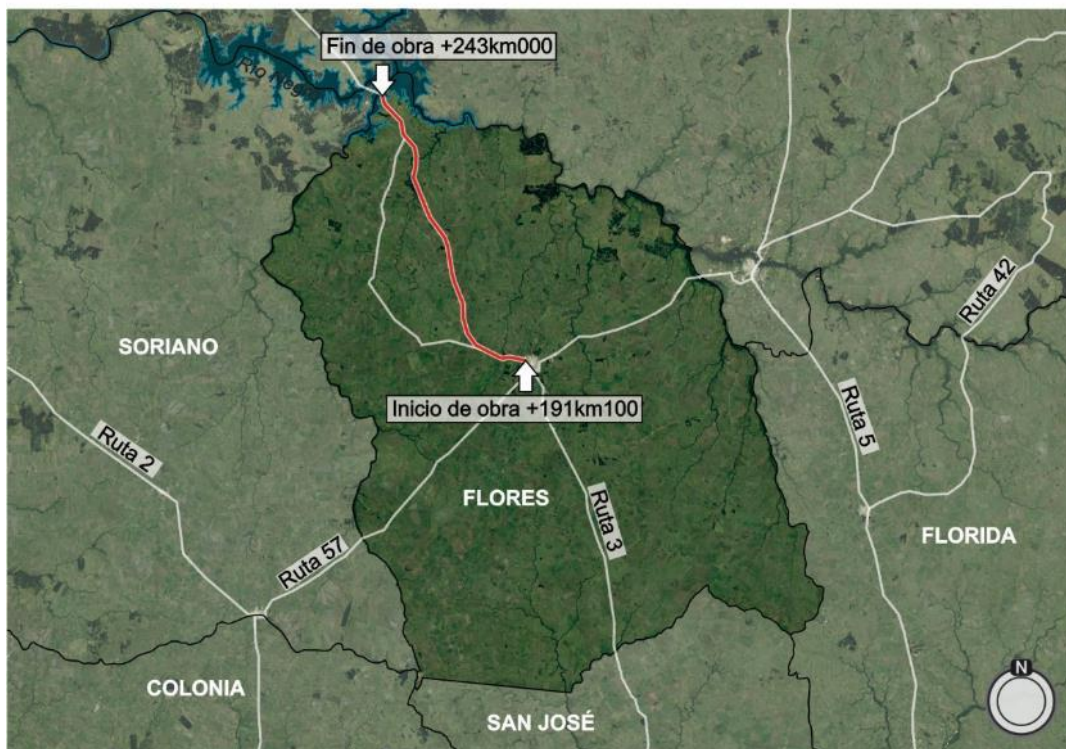 Fin de obra +243km000
Río Negro
SORIANO
Ruta 42
Inicio de obra +191km100
Ruta 2
Ruta 5
FLORES
Ruta 3
FLORIDA
Ruta 57
COLONIA
SAN JOSÉ
N